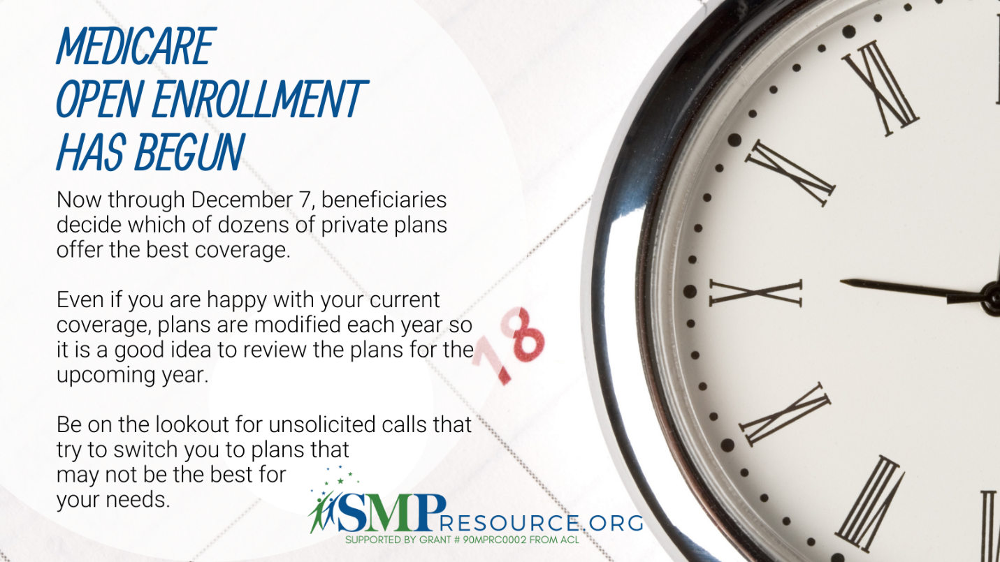 MEDICARE
OPEN ENROLLMENT
HAS BEGUN
Now through December 7, beneficiaries
decide which of dozens of private plans
offer the best coverage.
Even if you are happy with your current
coverage, plans are modified each year so
it is a good idea to review the plans for the
upcoming year.
Be on the lookout for unsolicited calls that
try to switch you to plans that
may not be the best for
your needs.
SMPRESOURCE.ORG
SUPPORTED BY GRANT # 90MPRC0002 FROM ACL
18
XII
XI
X
IX
VIII